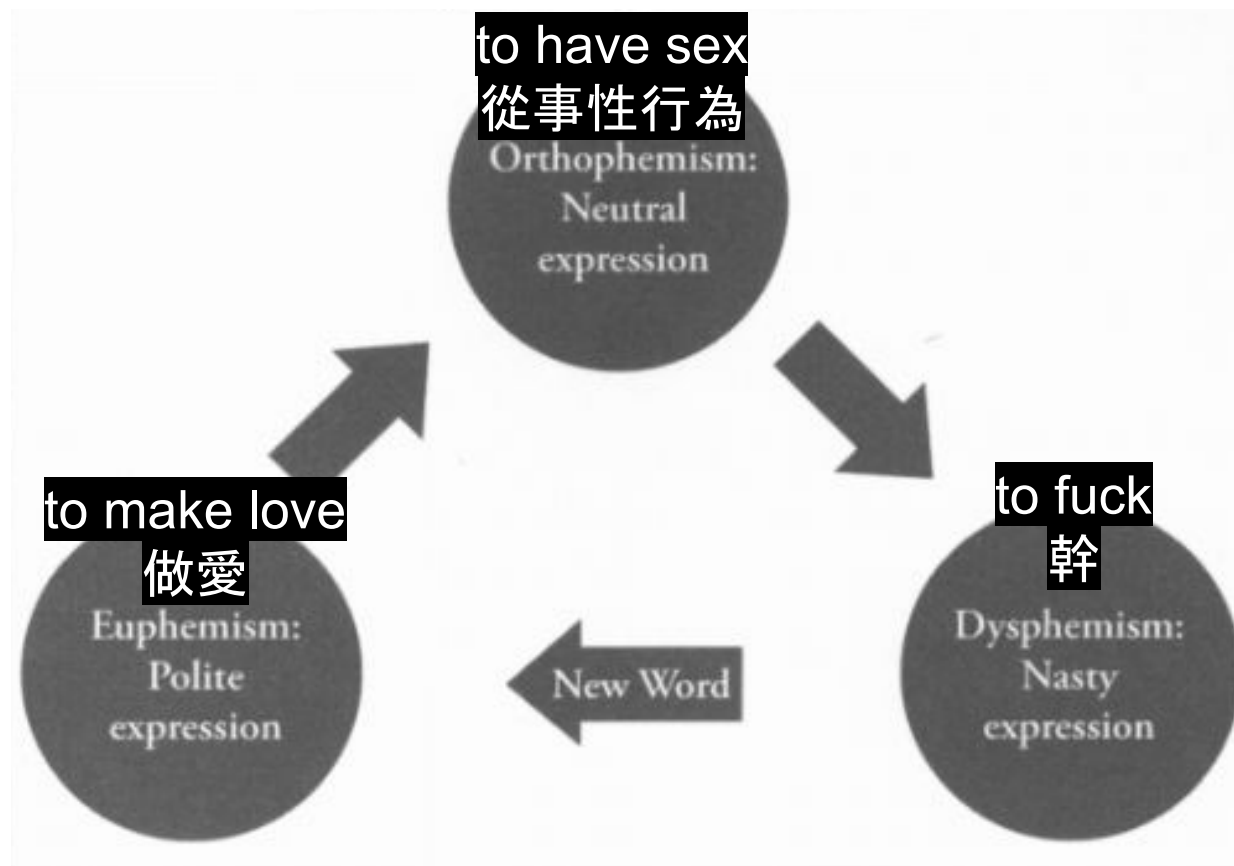 to have sex
從事性行為
Orthophemism:
Neutral
expression
to make love
做愛
Euphemism:
Polite
expression
New Word
to fuck
幹
Dysphemism:
Nasty
expression